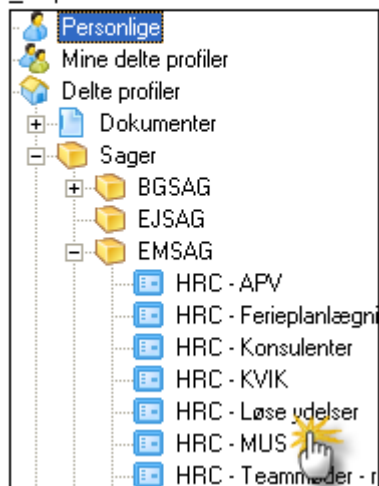 Personlige
Mine delte profiler
Delte profiler
Dokumenter
Sager
BGSAG
EJSAG
EMSAG
HRC - APV
HRC - Ferieplanlægni
HRC - Konsulenter
HRC - KVIK
HRC - Løse ydelser
HRC - MUS
HRC - Teammøder - r